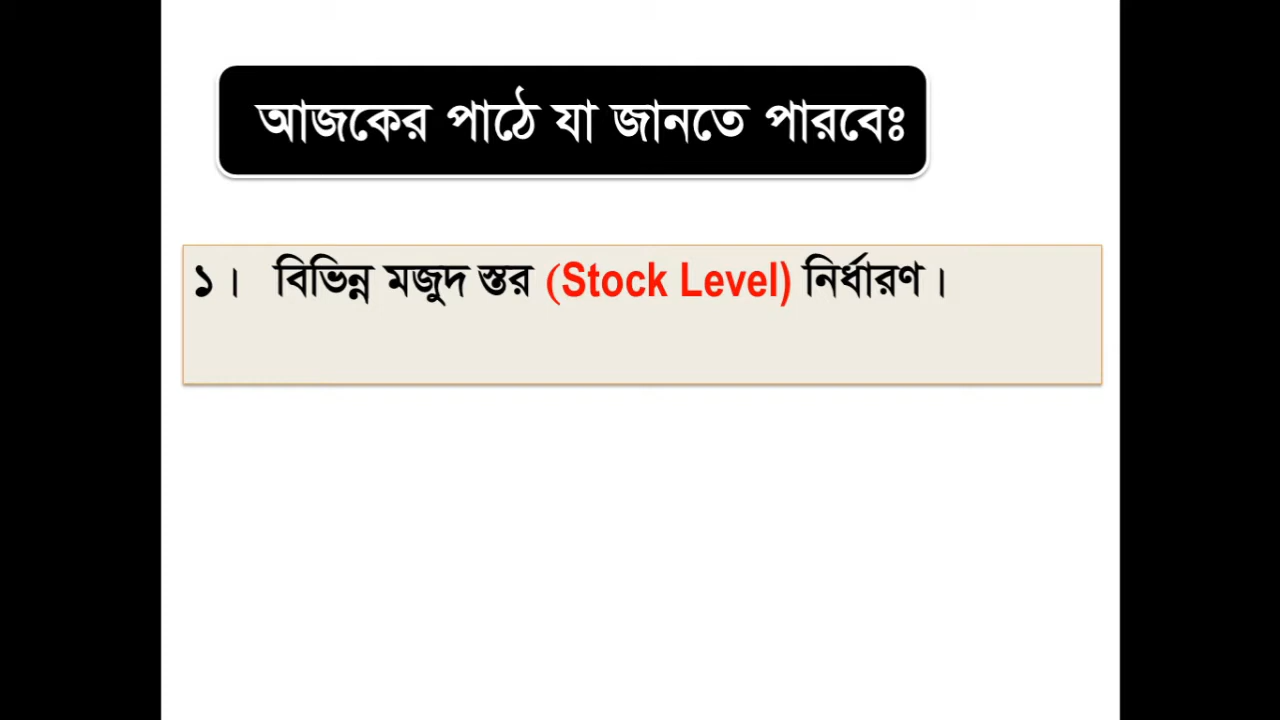 আজকের পাঠে যা জানতে পারবেঃ
১। বিভিন্ন মজুদ স্তর (Stock Level) নির্ধারণ।